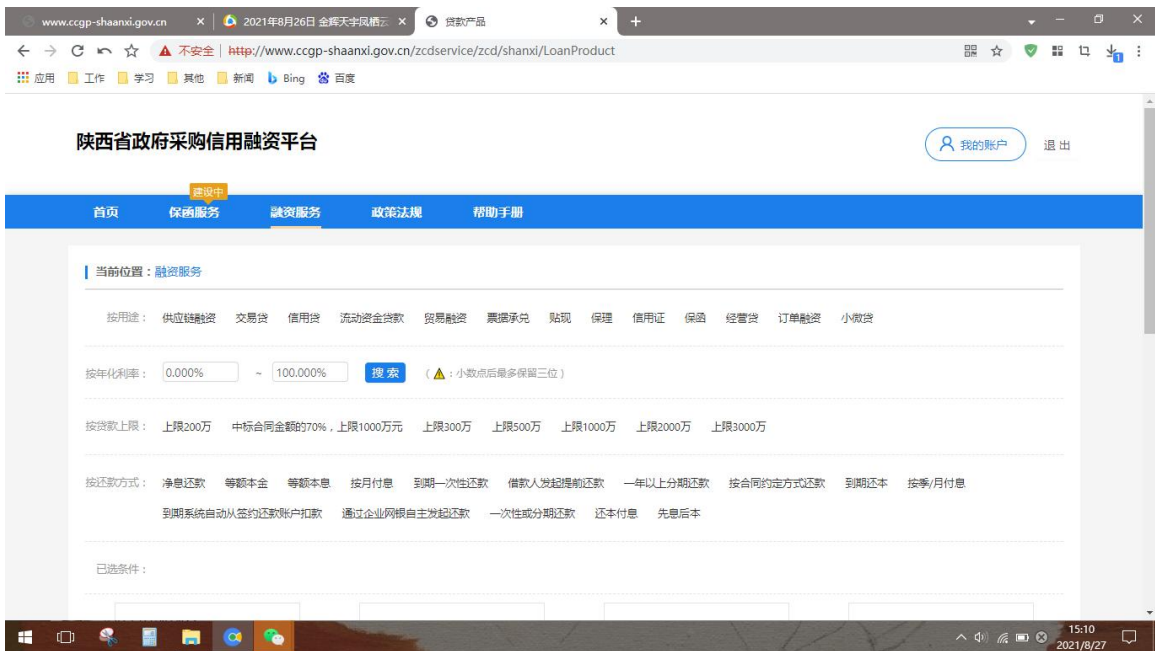 www.ccgp-shaanxi.gov.cn
2021年8月26日 金辉天宇凤栖云
贷款产品
不安全 | http://www.ccgp-shaanxi.gov.cn/zcdservice/zcd/shanxi/LoanProduct
应用 工作 学习 其他 新闻 Bing 百度
陕西省政府采购信用融资平台
我的账户 退出
建设中
首页 保函服务 融资服务 政策法规 帮助手册
当前位置：融资服务
按用途： 供应链融资 交易贷 信用贷 流动资金贷款 贸易融资 票据承兑 贴现 保理 信用证 保函 经营贷 订单融资 小微贷
按年化利率： 0.000% ~ 100.000% 搜索 （ ：小数点后最多保留三位 ）
按贷款上限： 上限200万 中标合同金额的70%，上限1000万元 上限300万 上限500万 上限1000万 上限2000万 上限3000万
按还款方式： 净息还款 等额本金 等额本息 按月付息 到期一次性还款 借款人发起提前还款 一年以上分期还款 按合同约定方式还款 到期还本 按季/月付息
到期系统自动从签约还款账户扣款 通过企业网银自主发起还款 一次性或分期还款 还本付息 先息后本
已选条件：
15:10
2021/8/27